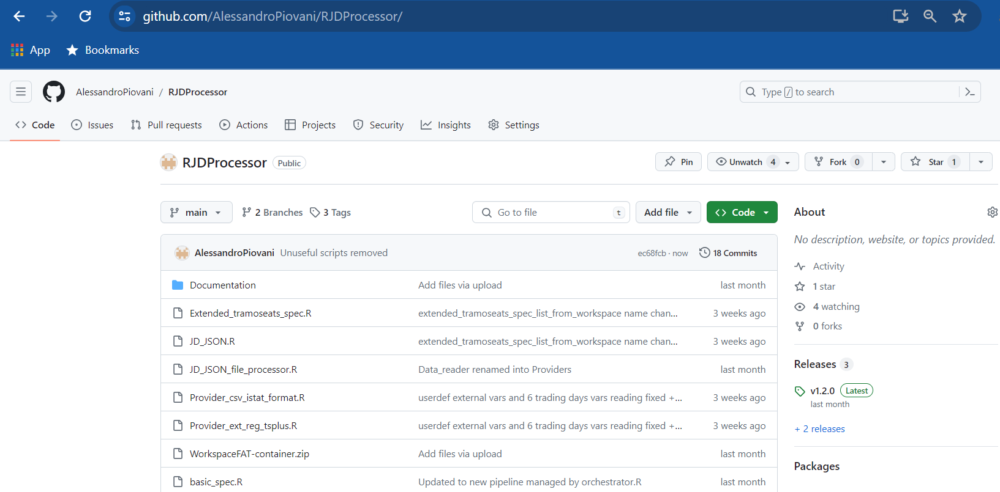 github.com/AlessandroPiovani/RJDProcessor/
App Bookmarks
AlessandroPiovani / RJDProcessor Type / to search
Code Issues Pull requests Actions Projects Security Insights Settings
RJDProcessor Public Pin Unwatch 4 Fork 0 Star 1
main 2 Branches 3 Tags Go to file t Add file Code
AlessandroPiovani Unuseful scripts removed ec68fcb · now 18 Commits
Documentation Add files via upload last month
Extended_tramoseats_spec.R extended_tramoseats_spec_list_from_workspace name chan... 3 weeks ago
JD_JSON.R extended_tramoseats_spec_list_from_workspace name chan... 3 weeks ago
JD_JSON_file_processor.R Data_reader renamed into Providers last month
Provider_csv_istat_format.R userdef external vars and 6 trading days vars reading fixed +... 3 weeks ago
Provider_ext_reg_tsplus.R userdef external vars and 6 trading days vars reading fixed +... 3 weeks ago
WorkspaceFAT-container.zip Add files via upload last month
basic_spec.R Updated to new pipeline managed by orchestrator.R last month
About
No description, website, or topics provided.
Activity
1 star
4 watching
0 forks
Releases 3
v1.2.0 Latest
last month
+ 2 releases
Packages